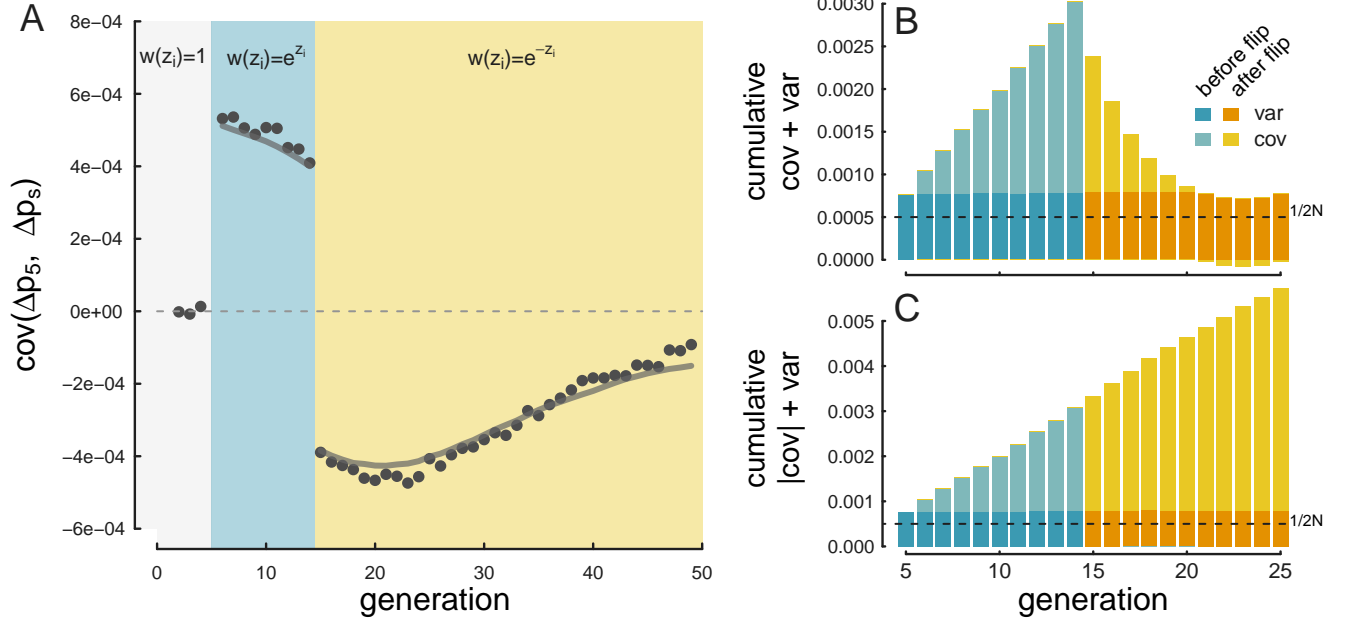 A
w(zᵢ)=1
w(zᵢ)=e^zᵢ
w(zᵢ)=e^−zᵢ
8e−04
6e−04
4e−04
2e−04
0e+00
−2e−04
−4e−04
−6e−04
cov(Δp₅, Δpₛ)
0
10
20
30
40
50
generation
B
0.0030
0.0025
0.0020
0.0015
0.0010
0.0005
0.0000
cumulative
cov + var
before flip
after flip
var
cov
1/2N
C
0.005
0.004
0.003
0.002
0.001
0.000
cumulative
|cov| + var
1/2N
5
10
15
20
25
generation